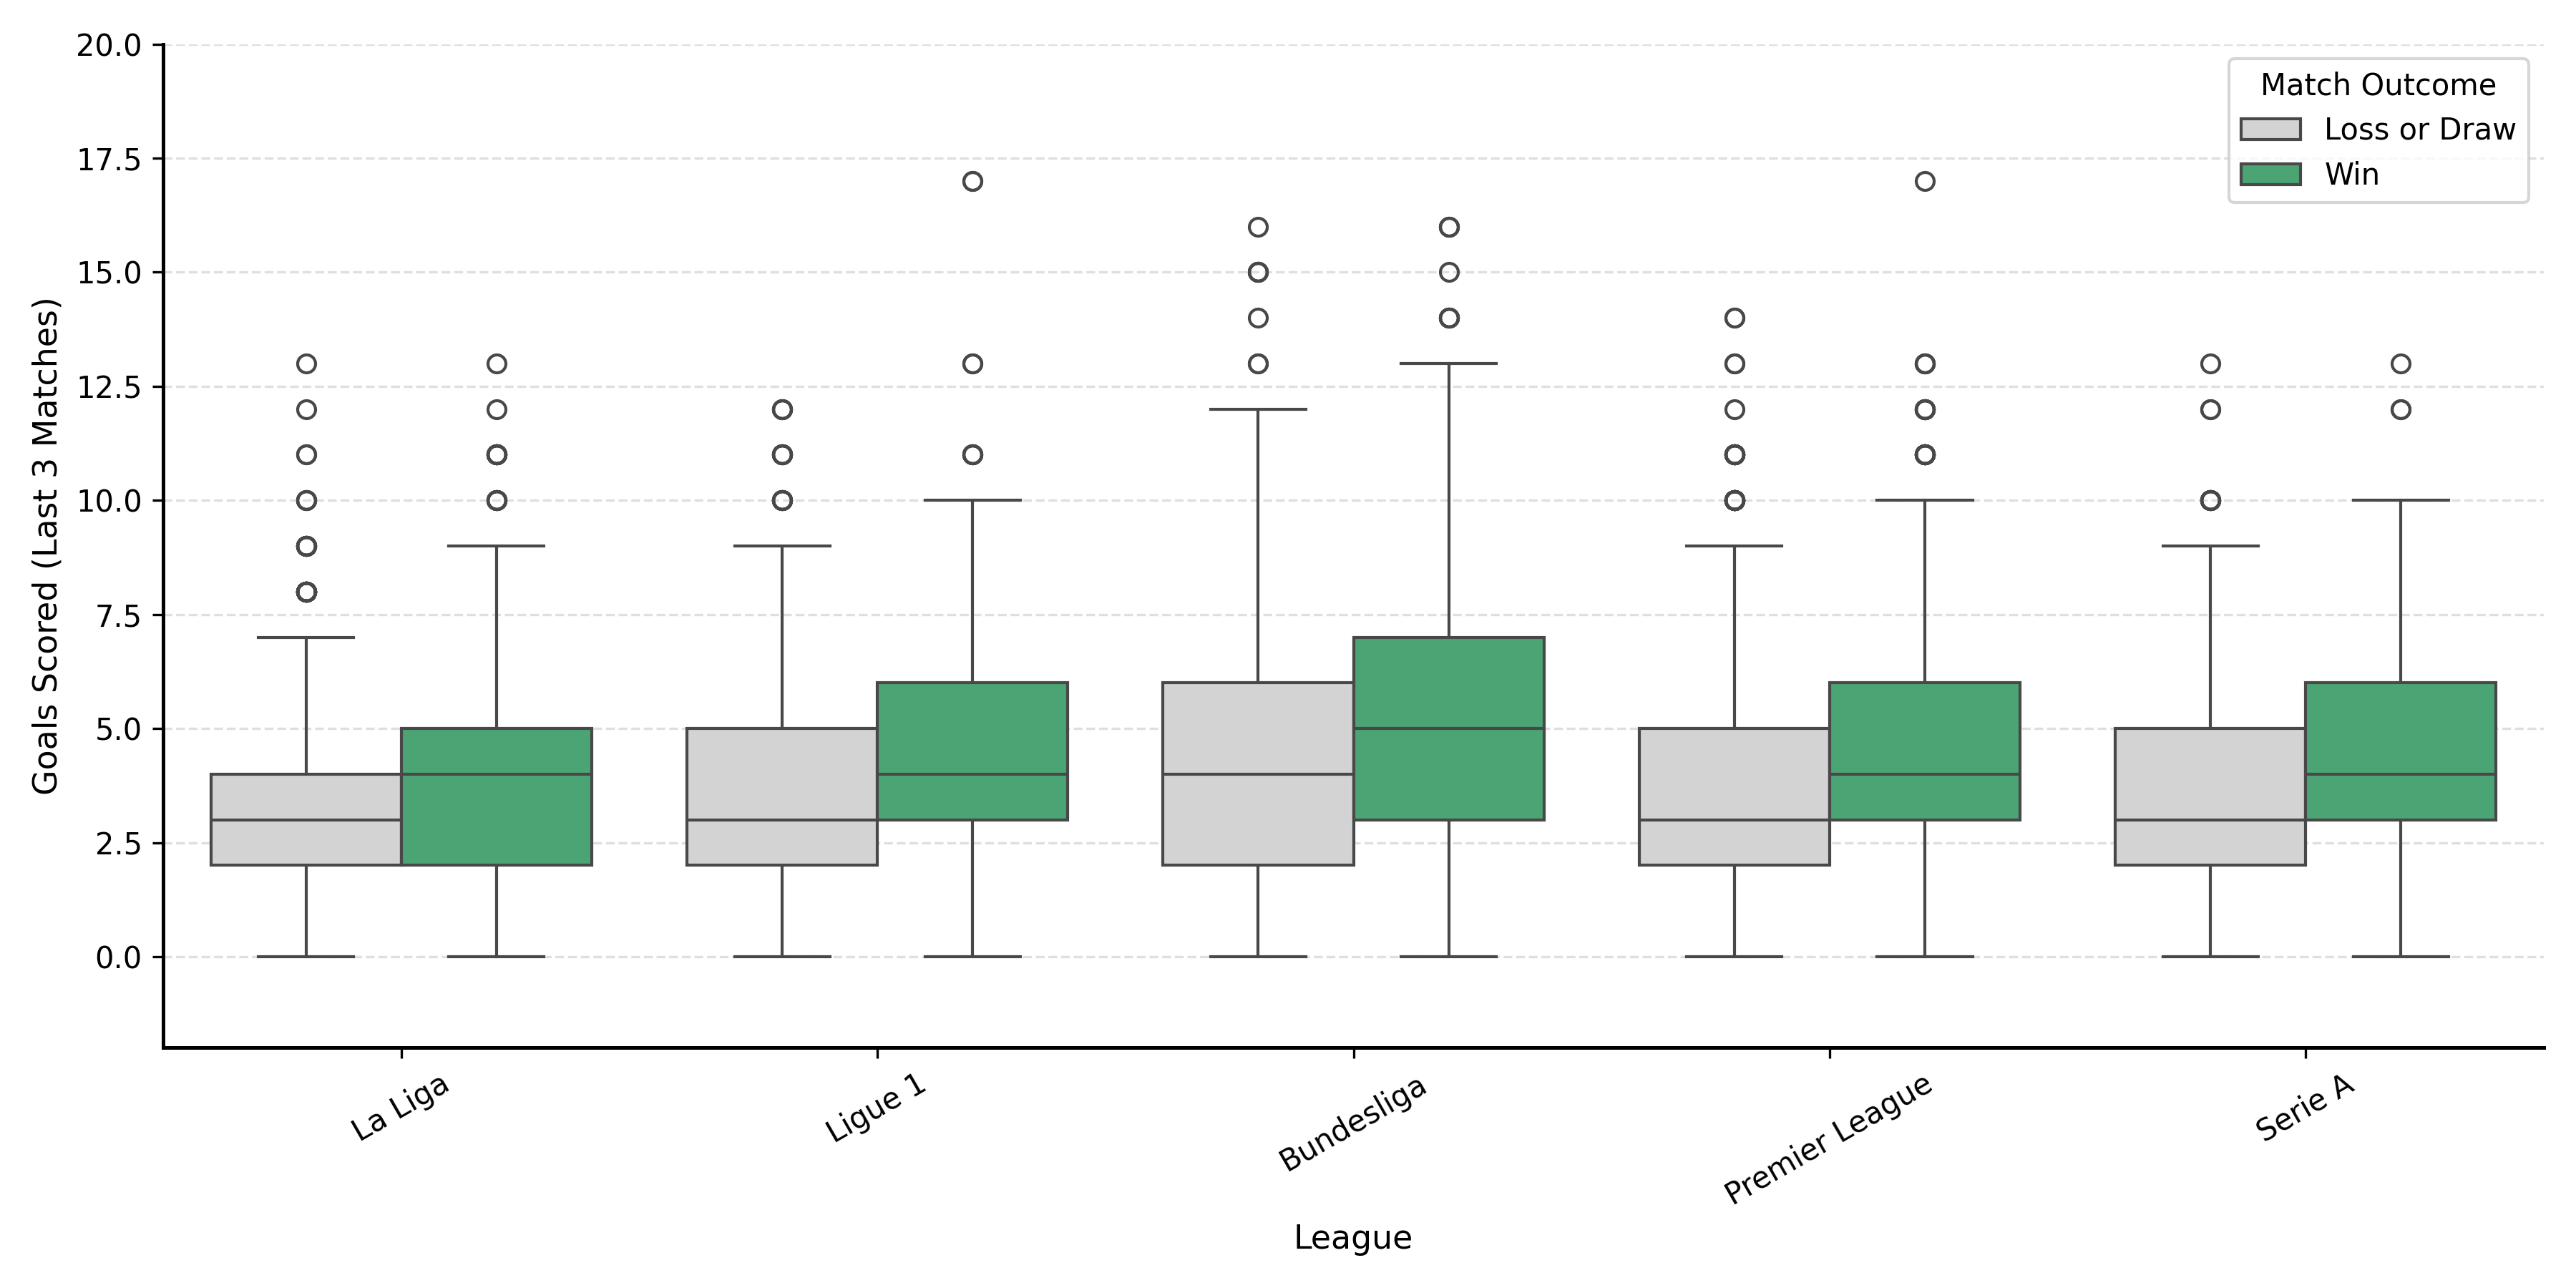 20.0
17.5
15.0
12.5
10.0
7.5
5.0
2.5
0.0
Goals Scored (Last 3 Matches)
Match Outcome
Loss or Draw
Win
La Liga
Ligue 1
Bundesliga
Premier League
Serie A
League